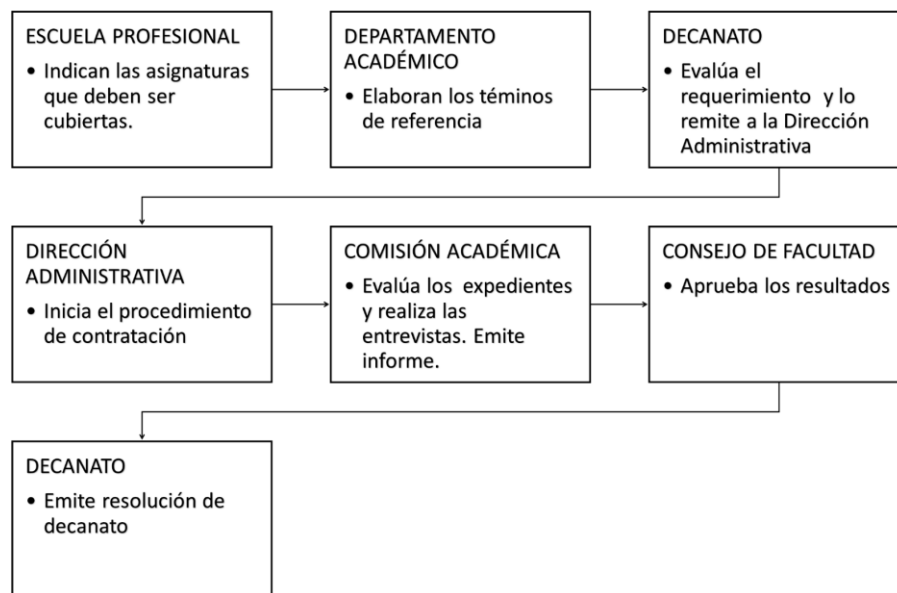 ESCUELA PROFESIONAL
• Indican las asignaturas
que deben ser
cubiertas.
DEPARTAMENTO
ACADÉMICO
• Elaboran los téminos
de referencia
DECANATO
• Evalúa el
requerimiento y lo
remite a la Dirección
Administrativa
DIRECCIÓN
ADMINISTRATIVA
• Inicia el procedimiento
de contratación
COMISIÓN ACADÉMICA
• Evalúa los expedientes
y realiza las
entrevistas. Emite
informe.
CONSEJO DE FACULTAD
• Aprueba los resultados
DECANATO
• Emite resolución de
decanato